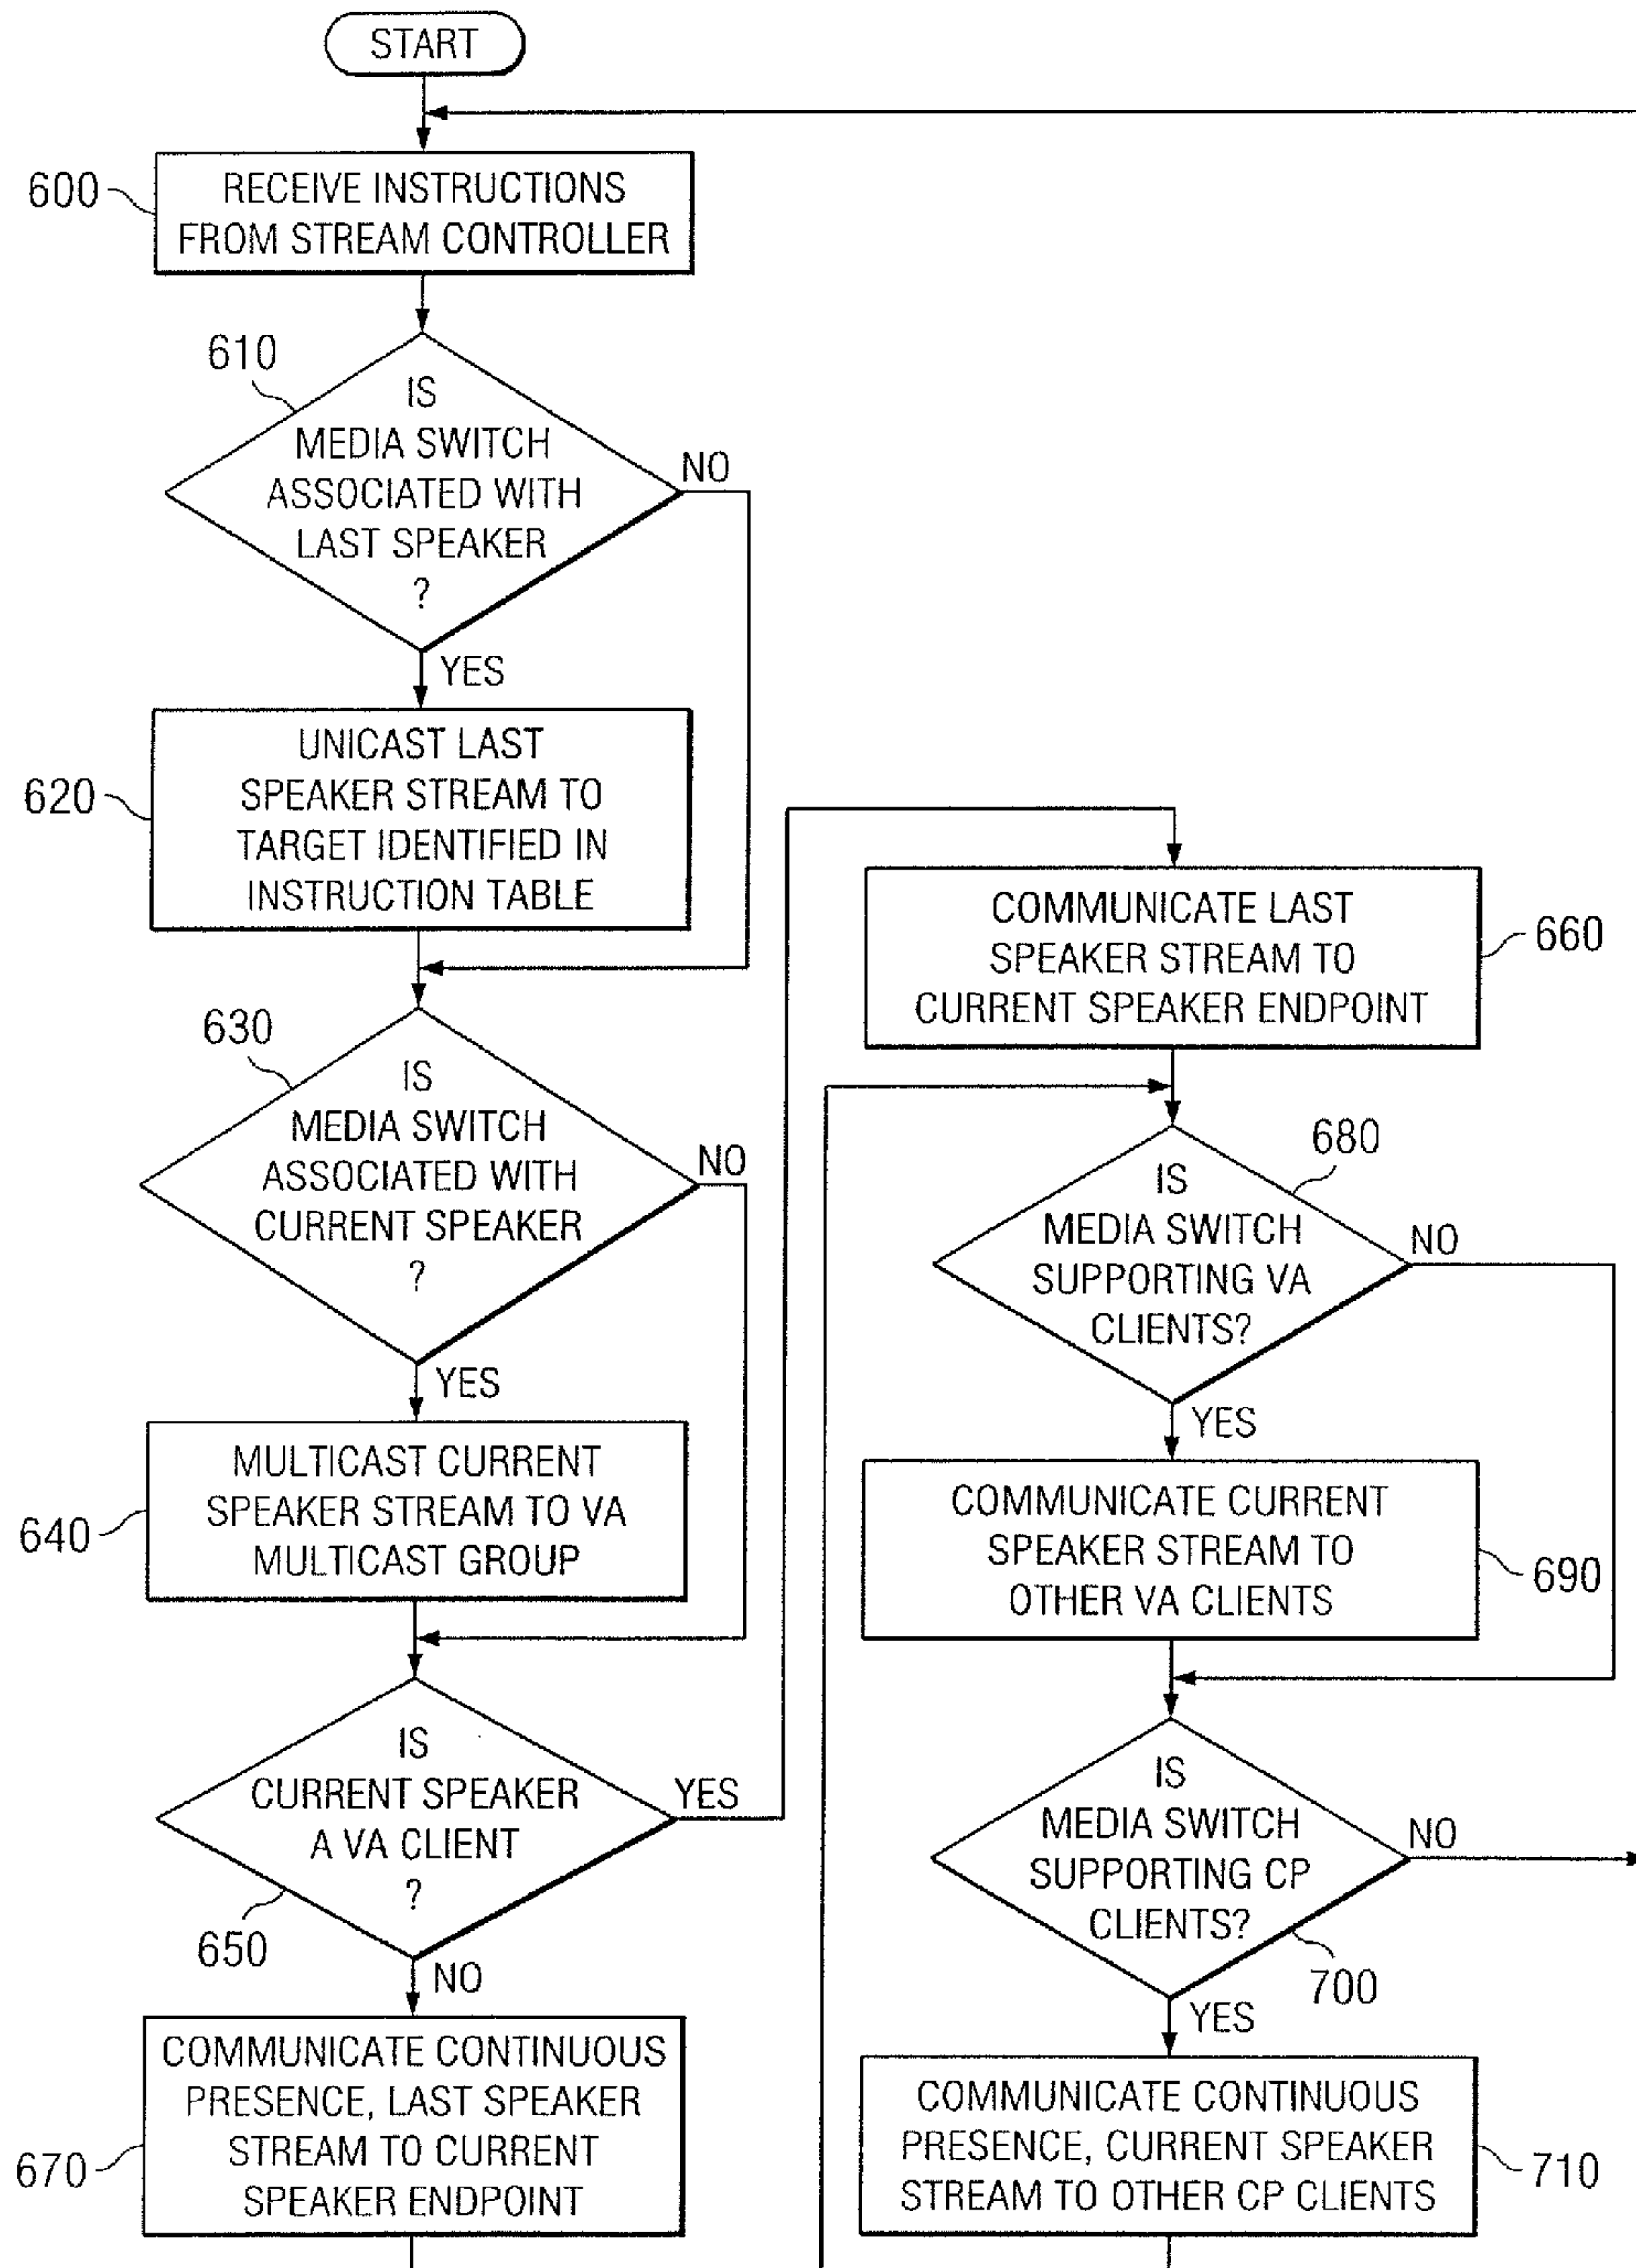 START
600
RECEIVE INSTRUCTIONS
FROM STREAM CONTROLLER
610
IS
MEDIA SWITCH
ASSOCIATED WITH
LAST SPEAKER
?
NO
YES
620
UNICAST LAST
SPEAKER STREAM TO
TARGET IDENTIFIED IN
INSTRUCTION TABLE
630
IS
MEDIA SWITCH
ASSOCIATED WITH
CURRENT SPEAKER
?
NO
YES
640
MULTICAST CURRENT
SPEAKER STREAM TO VA
MULTICAST GROUP
IS
CURRENT SPEAKER
A VA CLIENT
?
YES
650
NO
670
COMMUNICATE CONTINUOUS
PRESENCE, LAST SPEAKER
STREAM TO CURRENT
SPEAKER ENDPOINT
COMMUNICATE LAST
SPEAKER STREAM TO
CURRENT SPEAKER ENDPOINT
660
680
IS
MEDIA SWITCH
SUPPORTING VA
CLIENTS?
NO
YES
COMMUNICATE CURRENT
SPEAKER STREAM TO
OTHER VA CLIENTS
690
IS
MEDIA SWITCH
SUPPORTING CP
CLIENTS?
NO
700
YES
COMMUNICATE CONTINUOUS
PRESENCE, CURRENT SPEAKER
STREAM TO OTHER CP CLIENTS
710